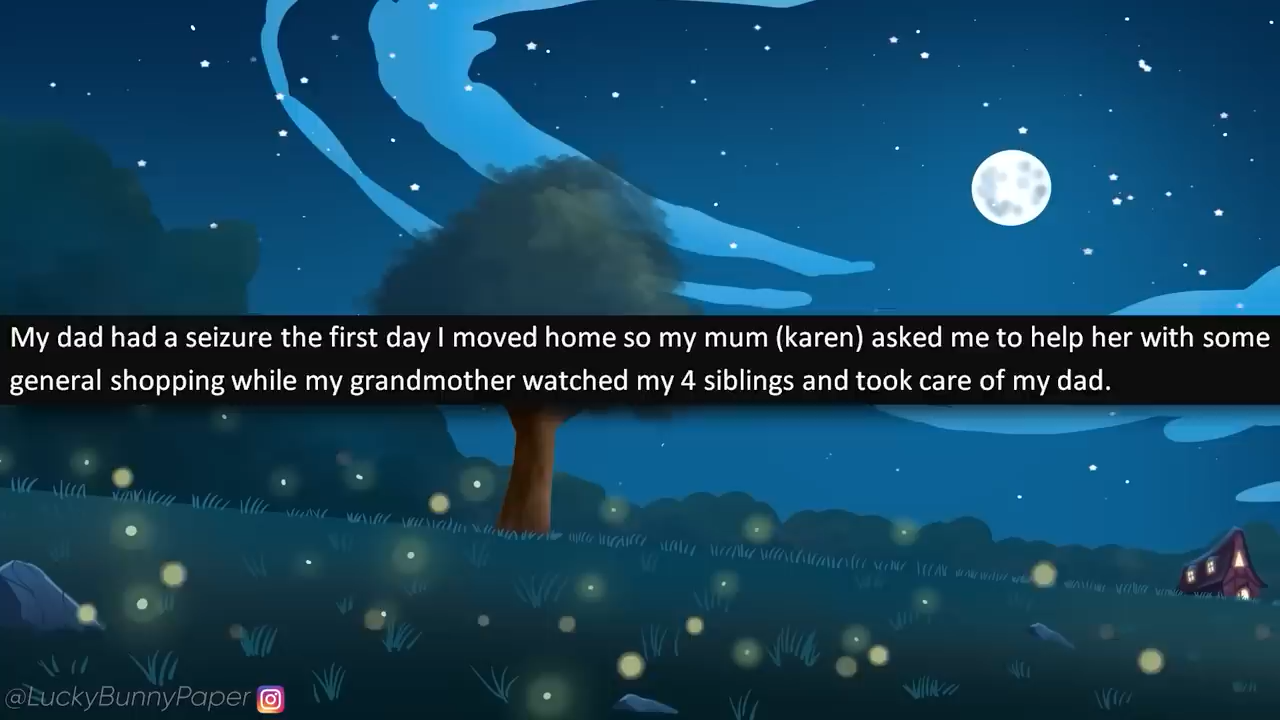 My dad had a seizure the first day I moved home so my mum (karen) asked me to help her with some
general shopping while my grandmother watched my 4 siblings and took care of my dad.
@LuckyBunnyPaper